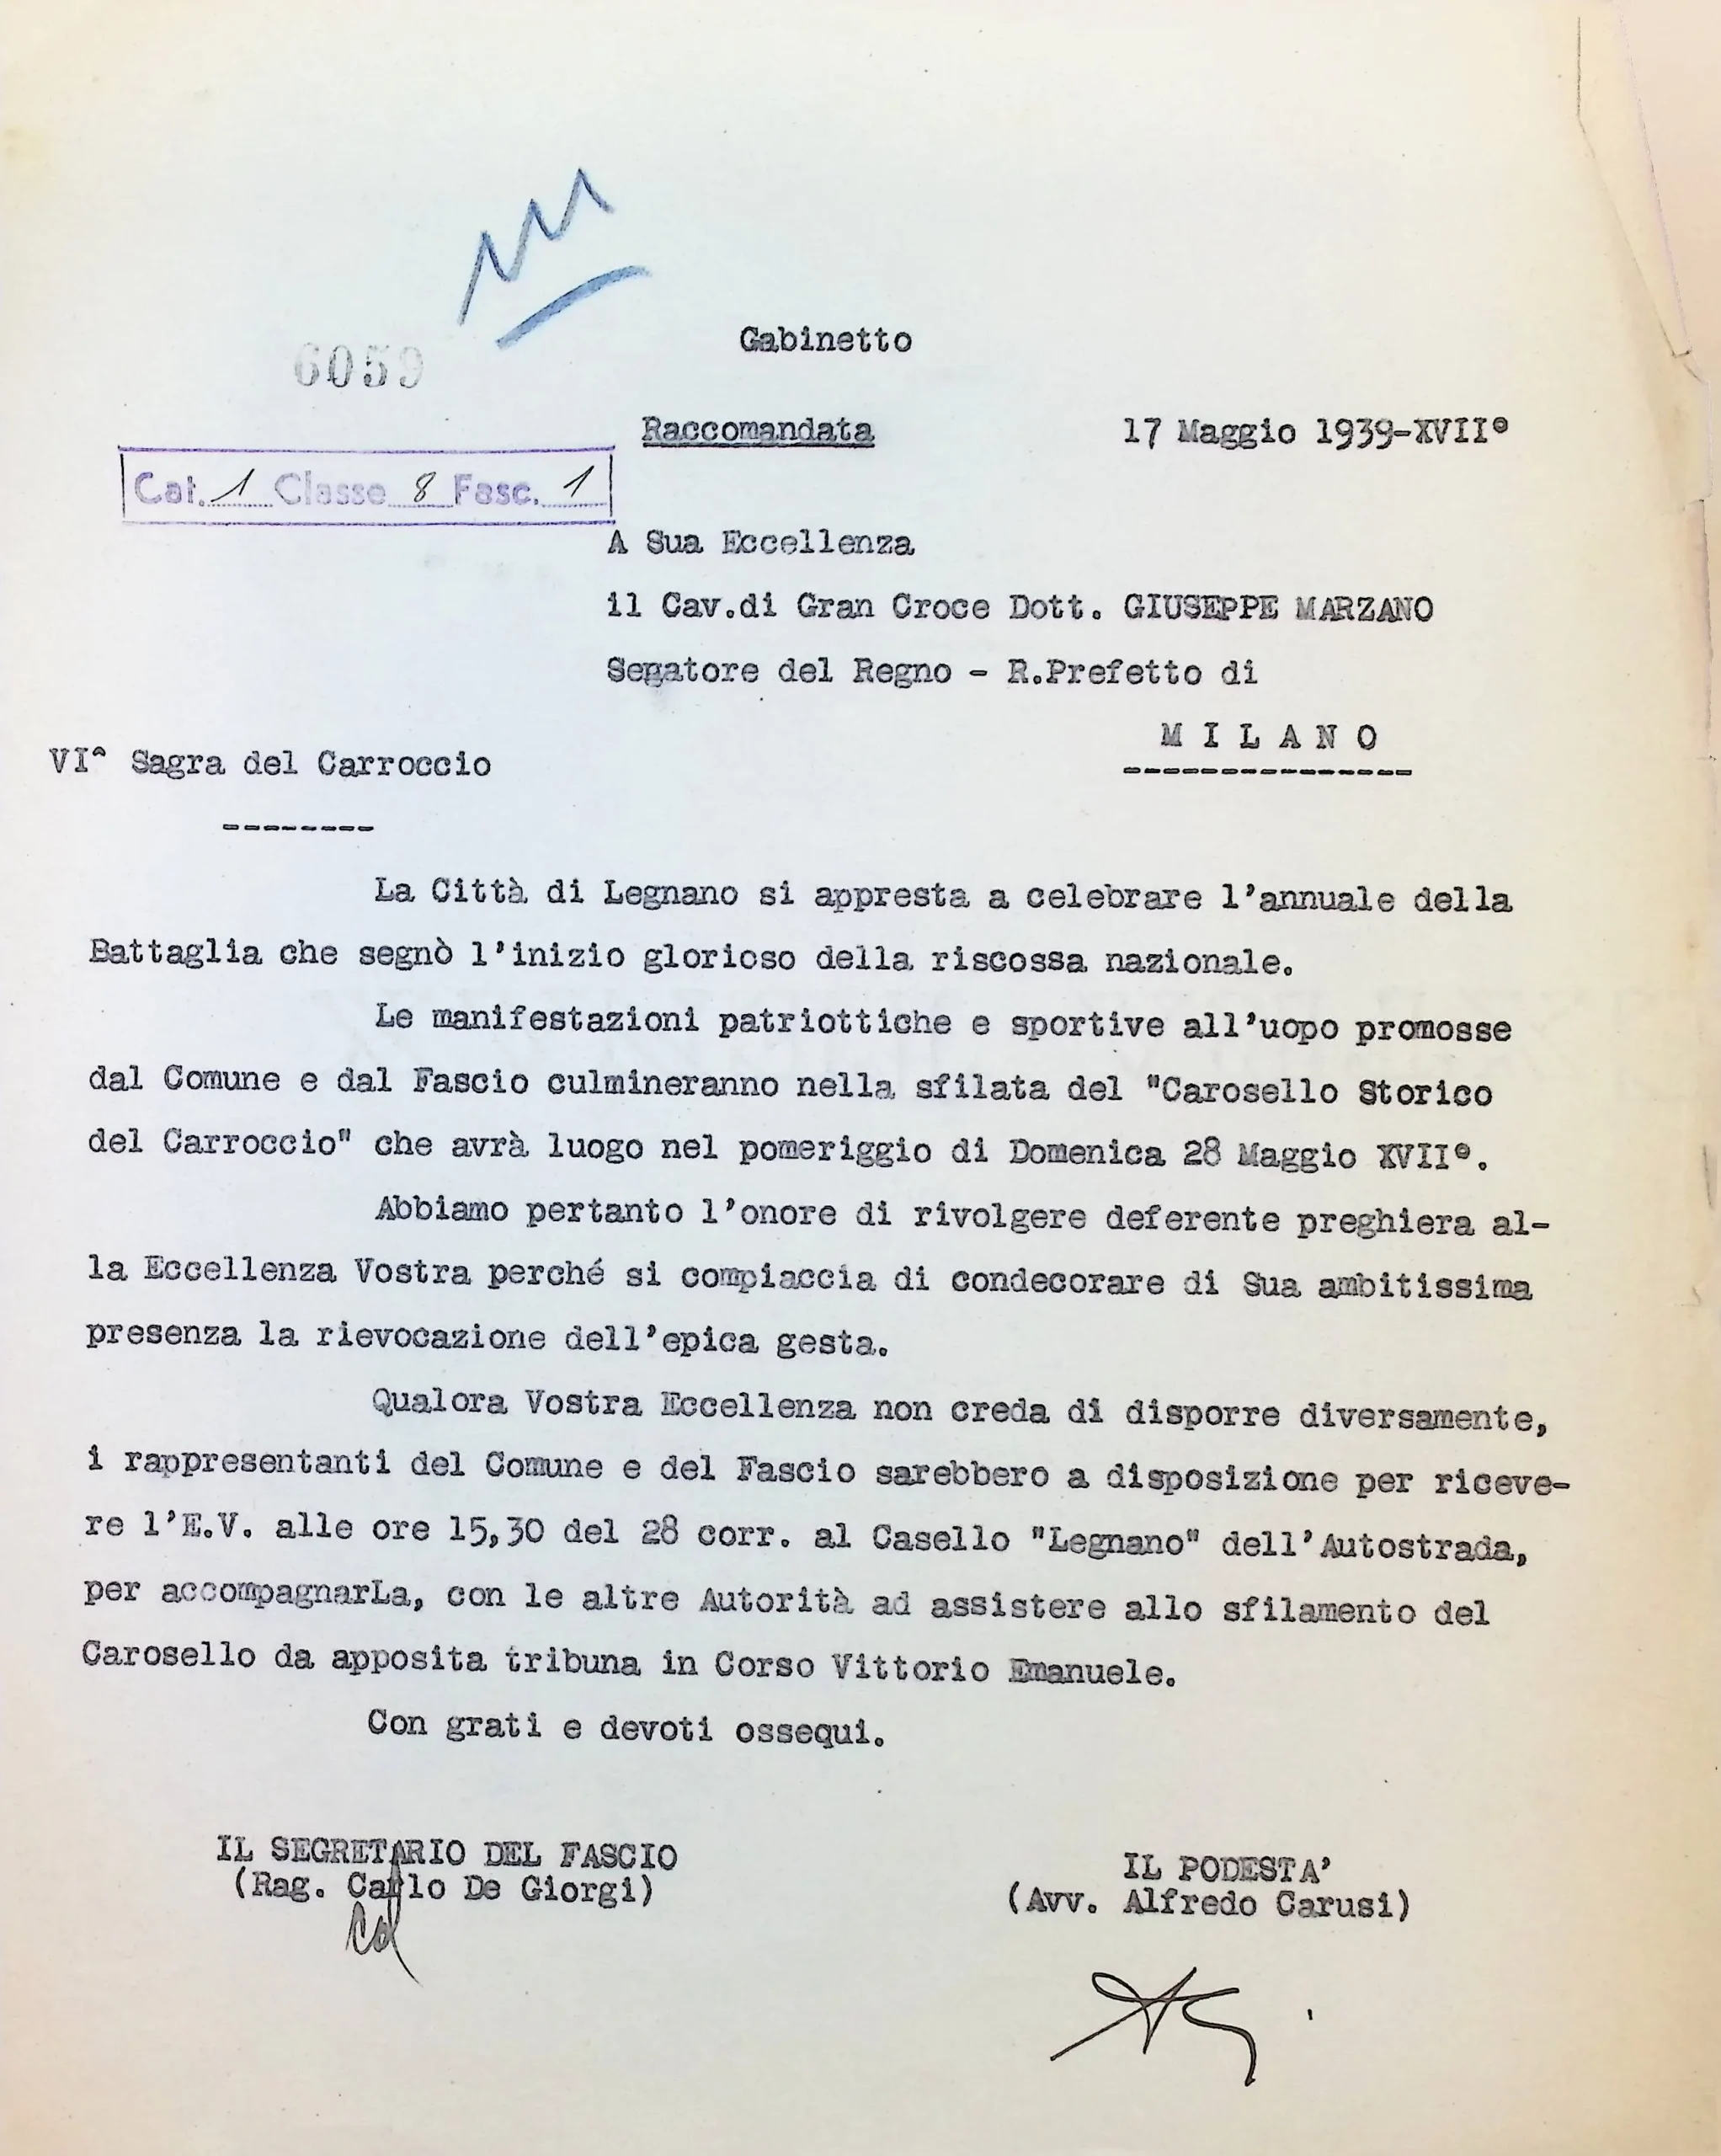 Gabinetto
6059
Raccomandata 17 Maggio 1939-XVII°
Cat. 1 Classe 8 Fasc. 1
A Sua Eccellenza
il Cav.di Gran Croce Dott. GIUSEPPE MARZANO
Senatore del Regno - R.Prefetto di
M I L A N O
---------------
VI^ Sagra del Carroccio
--------
La Città di Legnano si appresta a celebrare l'annuale della
Battaglia che segnò l'inizio glorioso della riscossa nazionale.
Le manifestazioni patriottiche e sportive all'uopo promosse
dal Comune e dal Fascio culmineranno nella sfilata del "Carosello Storico
del Carroccio" che avrà luogo nel pomeriggio di Domenica 28 Maggio XVII°.
Abbiamo pertanto l'onore di rivolgere deferente preghiera al-
la Eccellenza Vostra perché si compiaccia di condecorare di Sua ambitissima
presenza la rievocazione dell'epica gesta.
Qualora Vostra Eccellenza non creda di disporre diversamente,
i rappresentanti del Comune e del Fascio sarebbero a disposizione per riceve-
re l'E.V. alle ore 15,30 del 28 corr. al Casello "Legnano" dell'Autostrada,
per accompagnarLa, con le altre Autorità ad assistere allo sfilamento del
Carosello da apposita tribuna in Corso Vittorio Emanuele.
Con grati e devoti ossequi.
IL SEGRETARIO DEL FASCIO
(Rag. Carlo De Giorgi)
IL PODESTA'
(Avv. Alfredo Carusi)